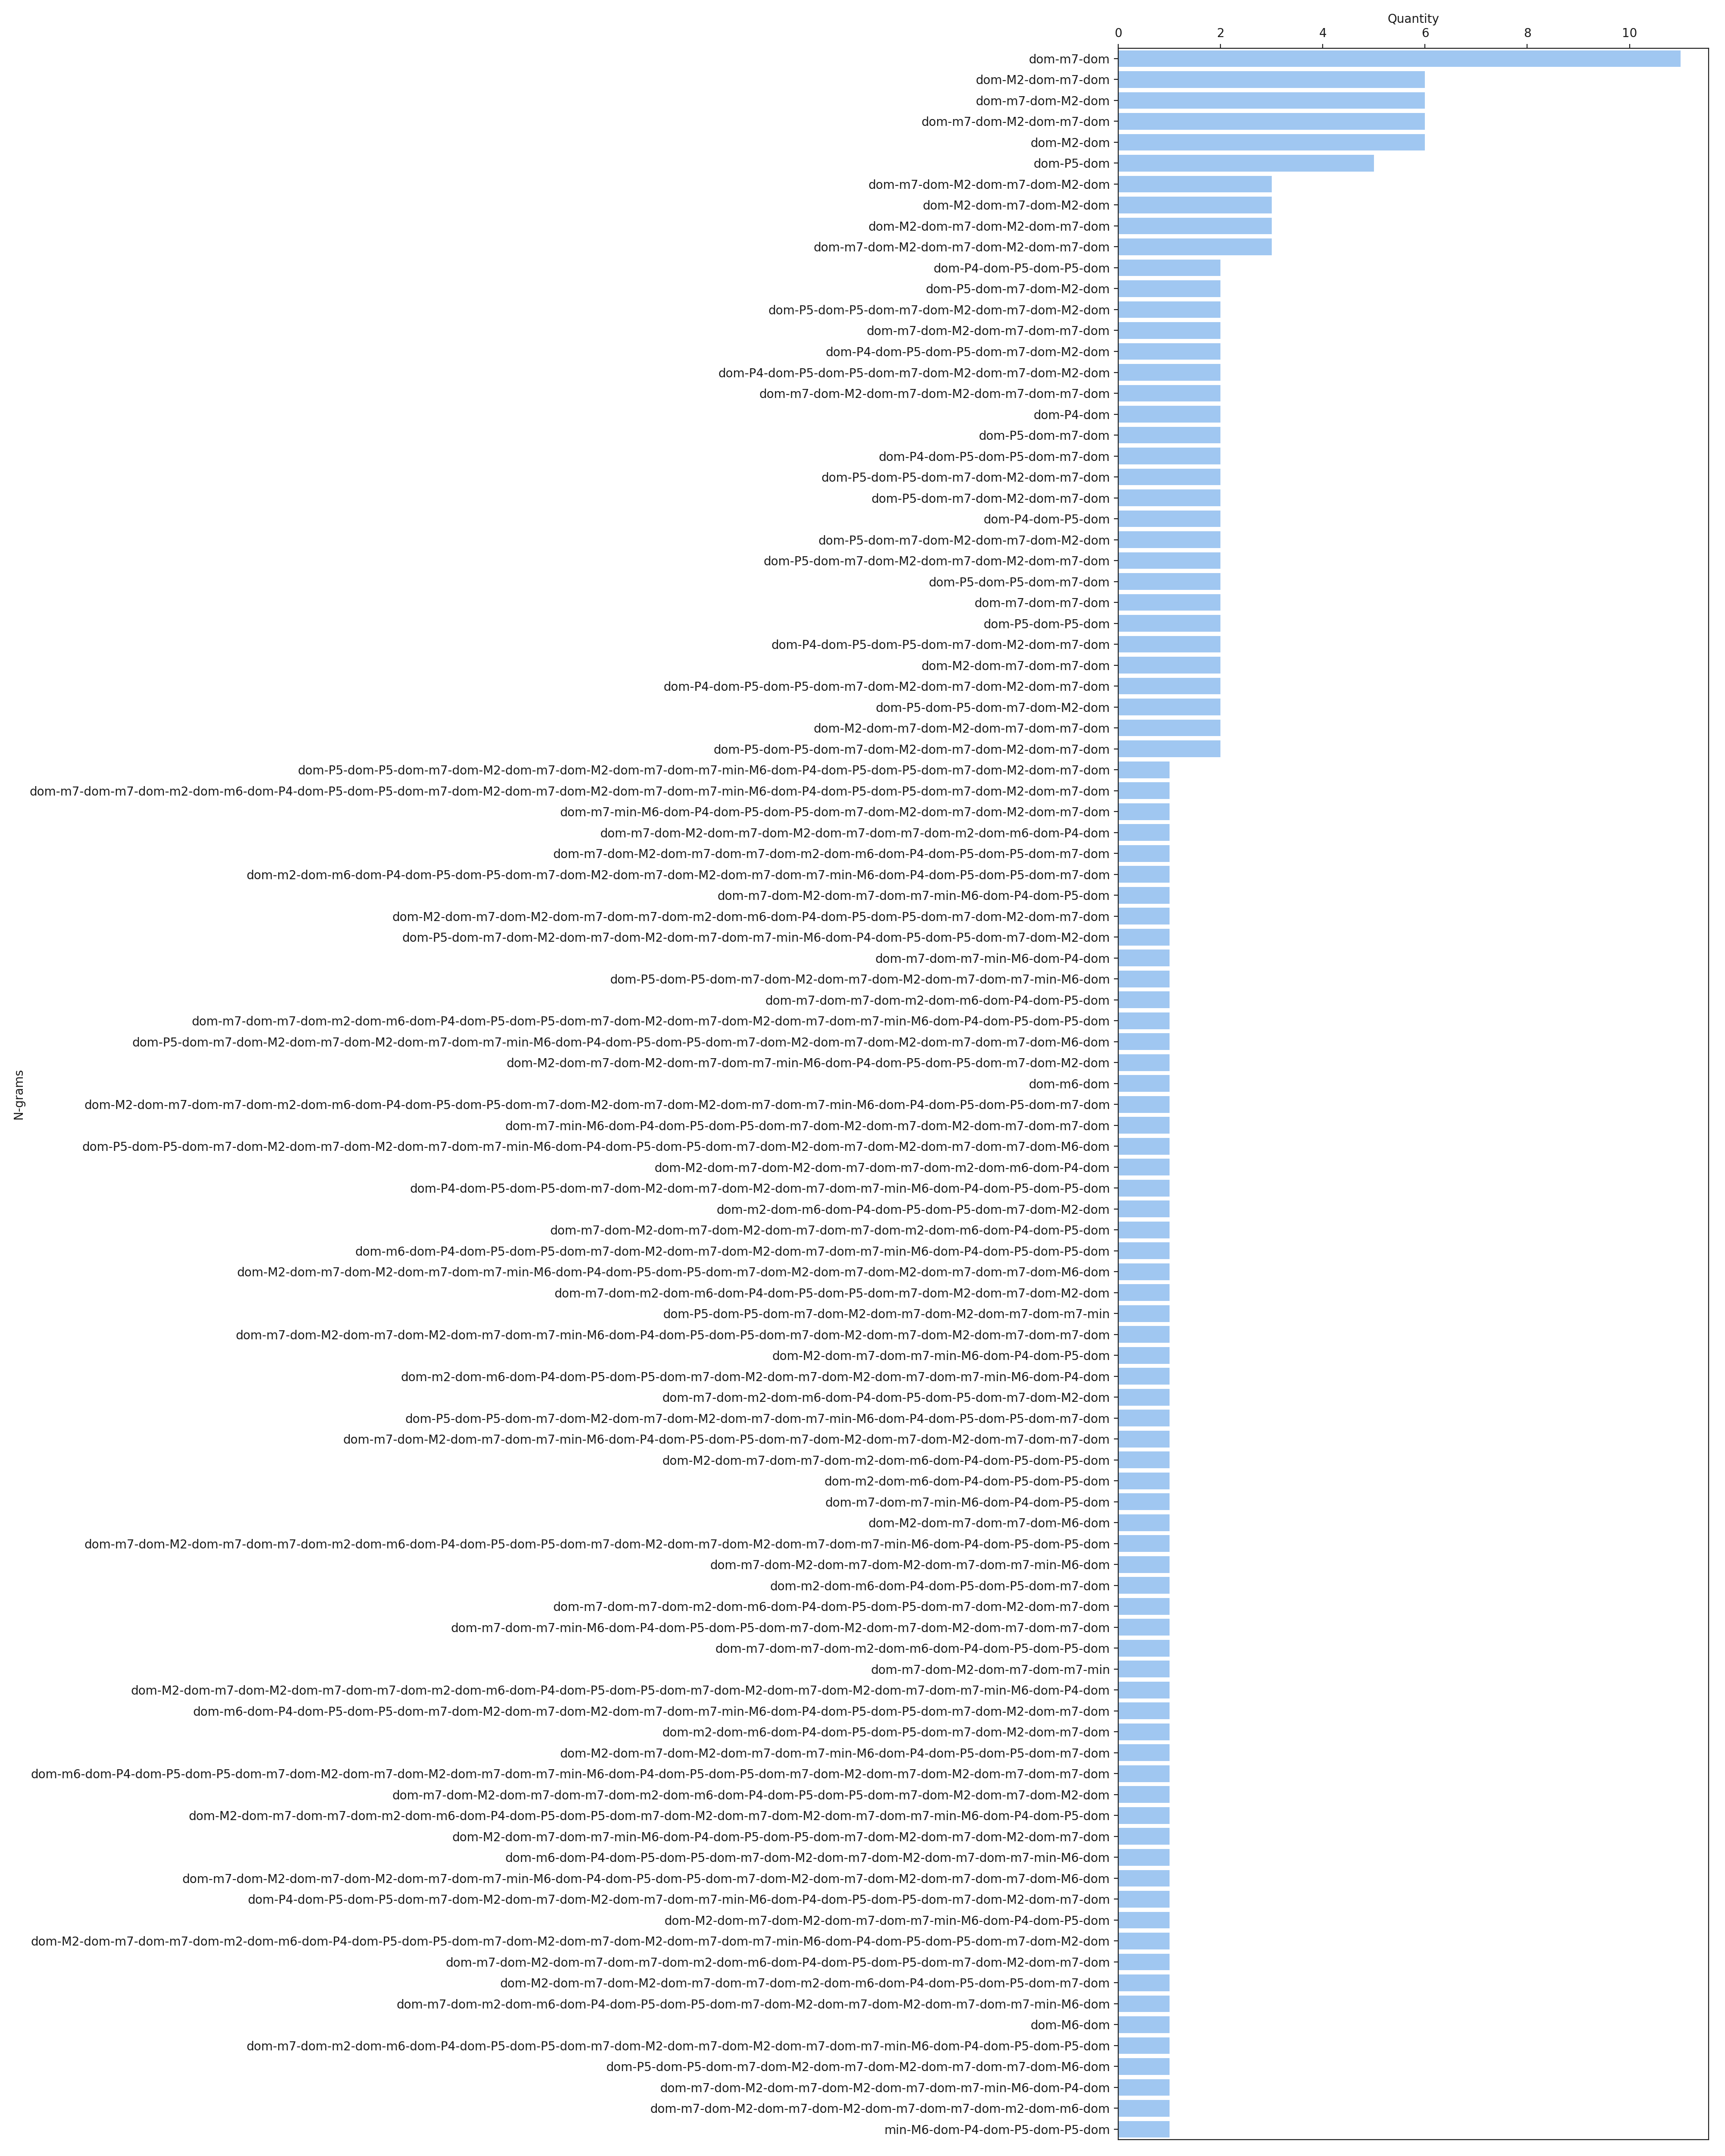 Quantity
0 2 4 6 8 10
dom-m7-dom
dom-M2-dom-m7-dom
dom-m7-dom-M2-dom
dom-m7-dom-M2-dom-m7-dom
dom-M2-dom
dom-P5-dom
dom-m7-dom-M2-dom-m7-dom-M2-dom
dom-M2-dom-m7-dom-M2-dom
dom-M2-dom-m7-dom-M2-dom-m7-dom
dom-m7-dom-M2-dom-m7-dom-M2-dom-m7-dom
dom-P4-dom-P5-dom-P5-dom
dom-P5-dom-m7-dom-M2-dom
dom-P5-dom-P5-dom-m7-dom-M2-dom-m7-dom-M2-dom
dom-m7-dom-M2-dom-m7-dom-m7-dom
dom-P4-dom-P5-dom-P5-dom-m7-dom-M2-dom
dom-P4-dom-P5-dom-P5-dom-m7-dom-M2-dom-m7-dom-M2-dom
dom-m7-dom-M2-dom-m7-dom-M2-dom-m7-dom-m7-dom
dom-P4-dom
dom-P5-dom-m7-dom
dom-P4-dom-P5-dom-P5-dom-m7-dom
dom-P5-dom-P5-dom-m7-dom-M2-dom-m7-dom
dom-P5-dom-m7-dom-M2-dom-m7-dom
dom-P4-dom-P5-dom
dom-P5-dom-m7-dom-M2-dom-m7-dom-M2-dom
dom-P5-dom-m7-dom-M2-dom-m7-dom-M2-dom-m7-dom
dom-P5-dom-P5-dom-m7-dom
dom-m7-dom-m7-dom
dom-P5-dom-P5-dom
dom-P4-dom-P5-dom-P5-dom-m7-dom-M2-dom-m7-dom
dom-M2-dom-m7-dom-m7-dom
dom-P4-dom-P5-dom-P5-dom-m7-dom-M2-dom-m7-dom-M2-dom-m7-dom
dom-P5-dom-P5-dom-m7-dom-M2-dom
dom-M2-dom-m7-dom-M2-dom-m7-dom-m7-dom
dom-P5-dom-P5-dom-m7-dom-M2-dom-m7-dom-M2-dom-m7-dom
dom-P5-dom-P5-dom-m7-dom-M2-dom-m7-dom-M2-dom-m7-dom-m7-min-M6-dom-P4-dom-P5-dom-P5-dom-m7-dom-M2-dom-m7-dom
dom-m7-dom-m7-dom-m2-dom-m6-dom-P4-dom-P5-dom-P5-dom-m7-dom-M2-dom-m7-dom-M2-dom-m7-dom-m7-min-M6-dom-P4-dom-P5-dom-P5-dom-m7-dom-M2-dom-m7-dom
dom-m7-min-M6-dom-P4-dom-P5-dom-P5-dom-m7-dom-M2-dom-m7-dom-M2-dom-m7-dom
dom-m7-dom-M2-dom-m7-dom-M2-dom-m7-dom-m7-dom-m2-dom-m6-dom-P4-dom
dom-m7-dom-M2-dom-m7-dom-m7-dom-m2-dom-m6-dom-P4-dom-P5-dom-P5-dom-m7-dom
dom-m2-dom-m6-dom-P4-dom-P5-dom-P5-dom-m7-dom-M2-dom-m7-dom-M2-dom-m7-dom-m7-min-M6-dom-P4-dom-P5-dom-P5-dom-m7-dom
dom-m7-dom-M2-dom-m7-dom-m7-min-M6-dom-P4-dom-P5-dom
dom-M2-dom-m7-dom-M2-dom-m7-dom-m7-dom-m2-dom-m6-dom-P4-dom-P5-dom-P5-dom-m7-dom-M2-dom-m7-dom
dom-P5-dom-m7-dom-M2-dom-m7-dom-M2-dom-m7-dom-m7-min-M6-dom-P4-dom-P5-dom-P5-dom-m7-dom-M2-dom
dom-m7-dom-m7-min-M6-dom-P4-dom
dom-P5-dom-P5-dom-m7-dom-M2-dom-m7-dom-M2-dom-m7-dom-m7-min-M6-dom
dom-m7-dom-m7-dom-m2-dom-m6-dom-P4-dom-P5-dom
dom-m7-dom-m7-dom-m2-dom-m6-dom-P4-dom-P5-dom-P5-dom-m7-dom-M2-dom-m7-dom-M2-dom-m7-dom-m7-min-M6-dom-P4-dom-P5-dom-P5-dom
dom-P5-dom-m7-dom-M2-dom-m7-dom-M2-dom-m7-dom-m7-min-M6-dom-P4-dom-P5-dom-P5-dom-m7-dom-M2-dom-m7-dom-M2-dom-m7-dom-m7-dom-M6-dom
dom-M2-dom-m7-dom-M2-dom-m7-dom-m7-min-M6-dom-P4-dom-P5-dom-P5-dom-m7-dom-M2-dom
dom-m6-dom
N-grams
dom-M2-dom-m7-dom-m7-dom-m2-dom-m6-dom-P4-dom-P5-dom-P5-dom-m7-dom-M2-dom-m7-dom-M2-dom-m7-dom-m7-min-M6-dom-P4-dom-P5-dom-P5-dom-m7-dom
dom-m7-min-M6-dom-P4-dom-P5-dom-P5-dom-m7-dom-M2-dom-m7-dom-M2-dom-m7-dom-m7-dom
dom-P5-dom-P5-dom-m7-dom-M2-dom-m7-dom-M2-dom-m7-dom-m7-min-M6-dom-P4-dom-P5-dom-P5-dom-m7-dom-M2-dom-m7-dom-M2-dom-m7-dom-m7-dom-M6-dom
dom-M2-dom-m7-dom-M2-dom-m7-dom-m7-dom-m2-dom-m6-dom-P4-dom
dom-P4-dom-P5-dom-P5-dom-m7-dom-M2-dom-m7-dom-M2-dom-m7-dom-m7-min-M6-dom-P4-dom-P5-dom-P5-dom
dom-m2-dom-m6-dom-P4-dom-P5-dom-P5-dom-m7-dom-M2-dom
dom-m7-dom-M2-dom-m7-dom-M2-dom-m7-dom-m7-dom-m2-dom-m6-dom-P4-dom-P5-dom
dom-m6-dom-P4-dom-P5-dom-P5-dom-m7-dom-M2-dom-m7-dom-M2-dom-m7-dom-m7-min-M6-dom-P4-dom-P5-dom-P5-dom
dom-M2-dom-m7-dom-M2-dom-m7-dom-m7-min-M6-dom-P4-dom-P5-dom-P5-dom-m7-dom-M2-dom-m7-dom-M2-dom-m7-dom-m7-dom-M6-dom
dom-m7-dom-m2-dom-m6-dom-P4-dom-P5-dom-P5-dom-m7-dom-M2-dom-m7-dom-M2-dom
dom-P5-dom-P5-dom-m7-dom-M2-dom-m7-dom-M2-dom-m7-dom-m7-min
dom-m7-dom-M2-dom-m7-dom-M2-dom-m7-dom-m7-min-M6-dom-P4-dom-P5-dom-P5-dom-m7-dom-M2-dom-m7-dom-M2-dom-m7-dom-m7-dom
dom-M2-dom-m7-dom-m7-min-M6-dom-P4-dom-P5-dom
dom-m2-dom-m6-dom-P4-dom-P5-dom-P5-dom-m7-dom-M2-dom-m7-dom-M2-dom-m7-dom-m7-min-M6-dom-P4-dom
dom-m7-dom-m2-dom-m6-dom-P4-dom-P5-dom-P5-dom-m7-dom-M2-dom
dom-P5-dom-P5-dom-m7-dom-M2-dom-m7-dom-M2-dom-m7-dom-m7-min-M6-dom-P4-dom-P5-dom-P5-dom-m7-dom
dom-m7-dom-M2-dom-m7-dom-m7-min-M6-dom-P4-dom-P5-dom-P5-dom-m7-dom-M2-dom-m7-dom-M2-dom-m7-dom-m7-dom
dom-M2-dom-m7-dom-m7-dom-m2-dom-m6-dom-P4-dom-P5-dom-P5-dom
dom-m2-dom-m6-dom-P4-dom-P5-dom-P5-dom
dom-m7-dom-m7-min-M6-dom-P4-dom-P5-dom
dom-M2-dom-m7-dom-m7-dom-M6-dom
dom-m7-dom-M2-dom-m7-dom-m7-dom-m2-dom-m6-dom-P4-dom-P5-dom-P5-dom-m7-dom-M2-dom-m7-dom-M2-dom-m7-dom-m7-min-M6-dom-P4-dom-P5-dom-P5-dom
dom-m7-dom-M2-dom-m7-dom-M2-dom-m7-dom-m7-min-M6-dom
dom-m2-dom-m6-dom-P4-dom-P5-dom-P5-dom-m7-dom
dom-m7-dom-m7-dom-m2-dom-m6-dom-P4-dom-P5-dom-P5-dom-m7-dom-M2-dom-m7-dom
dom-m7-dom-m7-min-M6-dom-P4-dom-P5-dom-P5-dom-m7-dom-M2-dom-m7-dom-M2-dom-m7-dom-m7-dom
dom-m7-dom-m7-dom-m2-dom-m6-dom-P4-dom-P5-dom-P5-dom
dom-m7-dom-M2-dom-m7-dom-m7-min
dom-M2-dom-m7-dom-M2-dom-m7-dom-m7-dom-m2-dom-m6-dom-P4-dom-P5-dom-P5-dom-m7-dom-M2-dom-m7-dom-M2-dom-m7-dom-m7-min-M6-dom-P4-dom
dom-m6-dom-P4-dom-P5-dom-P5-dom-m7-dom-M2-dom-m7-dom-M2-dom-m7-dom-m7-min-M6-dom-P4-dom-P5-dom-P5-dom-m7-dom-M2-dom-m7-dom
dom-m2-dom-m6-dom-P4-dom-P5-dom-P5-dom-m7-dom-M2-dom-m7-dom
dom-M2-dom-m7-dom-M2-dom-m7-dom-m7-min-M6-dom-P4-dom-P5-dom-P5-dom-m7-dom
dom-m6-dom-P4-dom-P5-dom-P5-dom-m7-dom-M2-dom-m7-dom-M2-dom-m7-dom-m7-min-M6-dom-P4-dom-P5-dom-P5-dom-m7-dom-M2-dom-m7-dom-M2-dom-m7-dom-m7-dom
dom-m7-dom-M2-dom-m7-dom-m7-dom-m2-dom-m6-dom-P4-dom-P5-dom-P5-dom-m7-dom-M2-dom-m7-dom-M2-dom
dom-M2-dom-m7-dom-m7-dom-m2-dom-m6-dom-P4-dom-P5-dom-P5-dom-m7-dom-M2-dom-m7-dom-M2-dom-m7-dom-m7-min-M6-dom-P4-dom-P5-dom
dom-M2-dom-m7-dom-m7-min-M6-dom-P4-dom-P5-dom-P5-dom-m7-dom-M2-dom-m7-dom-M2-dom-m7-dom
dom-m6-dom-P4-dom-P5-dom-P5-dom-m7-dom-M2-dom-m7-dom-M2-dom-m7-dom-m7-min-M6-dom
dom-m7-dom-M2-dom-m7-dom-M2-dom-m7-dom-m7-min-M6-dom-P4-dom-P5-dom-P5-dom-m7-dom-M2-dom-m7-dom-M2-dom-m7-dom-m7-dom-M6-dom
dom-P4-dom-P5-dom-P5-dom-m7-dom-M2-dom-m7-dom-M2-dom-m7-dom-m7-min-M6-dom-P4-dom-P5-dom-P5-dom-m7-dom-M2-dom-m7-dom
dom-M2-dom-m7-dom-M2-dom-m7-dom-m7-min-M6-dom-P4-dom-P5-dom
dom-M2-dom-m7-dom-m7-dom-m2-dom-m6-dom-P4-dom-P5-dom-P5-dom-m7-dom-M2-dom-m7-dom-M2-dom-m7-dom-m7-min-M6-dom-P4-dom-P5-dom-P5-dom-m7-dom-M2-dom
dom-m7-dom-M2-dom-m7-dom-m7-dom-m2-dom-m6-dom-P4-dom-P5-dom-P5-dom-m7-dom-M2-dom-m7-dom
dom-M2-dom-m7-dom-M2-dom-m7-dom-m7-dom-m2-dom-m6-dom-P4-dom-P5-dom-P5-dom-m7-dom
dom-m7-dom-m2-dom-m6-dom-P4-dom-P5-dom-P5-dom-m7-dom-M2-dom-m7-dom-M2-dom-m7-dom-m7-min-M6-dom
dom-M6-dom
dom-m7-dom-m2-dom-m6-dom-P4-dom-P5-dom-P5-dom-m7-dom-M2-dom-m7-dom-M2-dom-m7-dom-m7-min-M6-dom-P4-dom-P5-dom-P5-dom
dom-P5-dom-P5-dom-m7-dom-M2-dom-m7-dom-M2-dom-m7-dom-m7-dom-M6-dom
dom-m7-dom-M2-dom-m7-dom-M2-dom-m7-dom-m7-min-M6-dom-P4-dom
dom-m7-dom-M2-dom-m7-dom-M2-dom-m7-dom-m7-dom-m2-dom-m6-dom
min-M6-dom-P4-dom-P5-dom-P5-dom